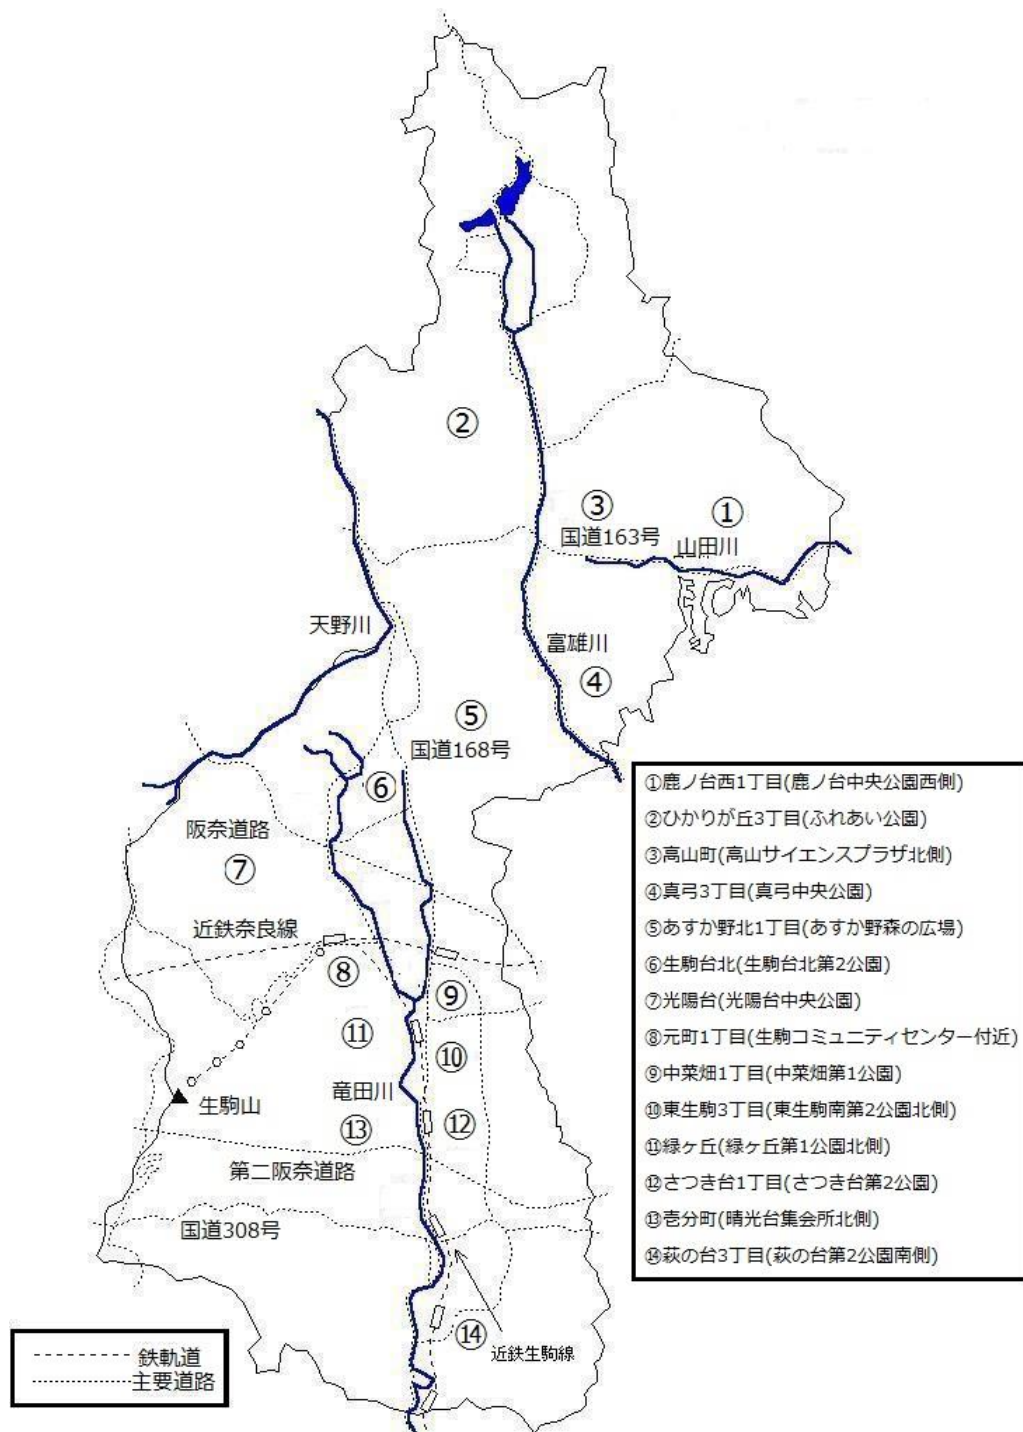 ②
③
①
国道163号
山田川
天野川
富雄川
④
⑤
国道168号
⑥
阪奈道路
⑦
近鉄奈良線
⑧
⑨
⑪
⑩
竜田川
生駒山
⑬
⑫
第二阪奈道路
国道308号
⑭
近鉄生駒線
①鹿ノ台西1丁目(鹿ノ台中央公園西側)
②ひかりが丘3丁目(ふれあい公園)
③高山町(高山サイエンスプラザ北側)
④真弓3丁目(真弓中央公園)
⑤あすか野北1丁目(あすか野森の広場)
⑥生駒台北(生駒台北第2公園)
⑦光陽台(光陽台中央公園)
⑧元町1丁目(生駒コミュニティセンター付近)
⑨中菜畑1丁目(中菜畑第1公園)
⑩東生駒3丁目(東生駒南第2公園北側)
⑪緑ヶ丘(緑ヶ丘第1公園北側)
⑫さつき台1丁目(さつき台第2公園)
⑬壱分町(晴光台集会所北側)
⑭萩の台3丁目(萩の台第2公園南側)
鉄軌道
主要道路